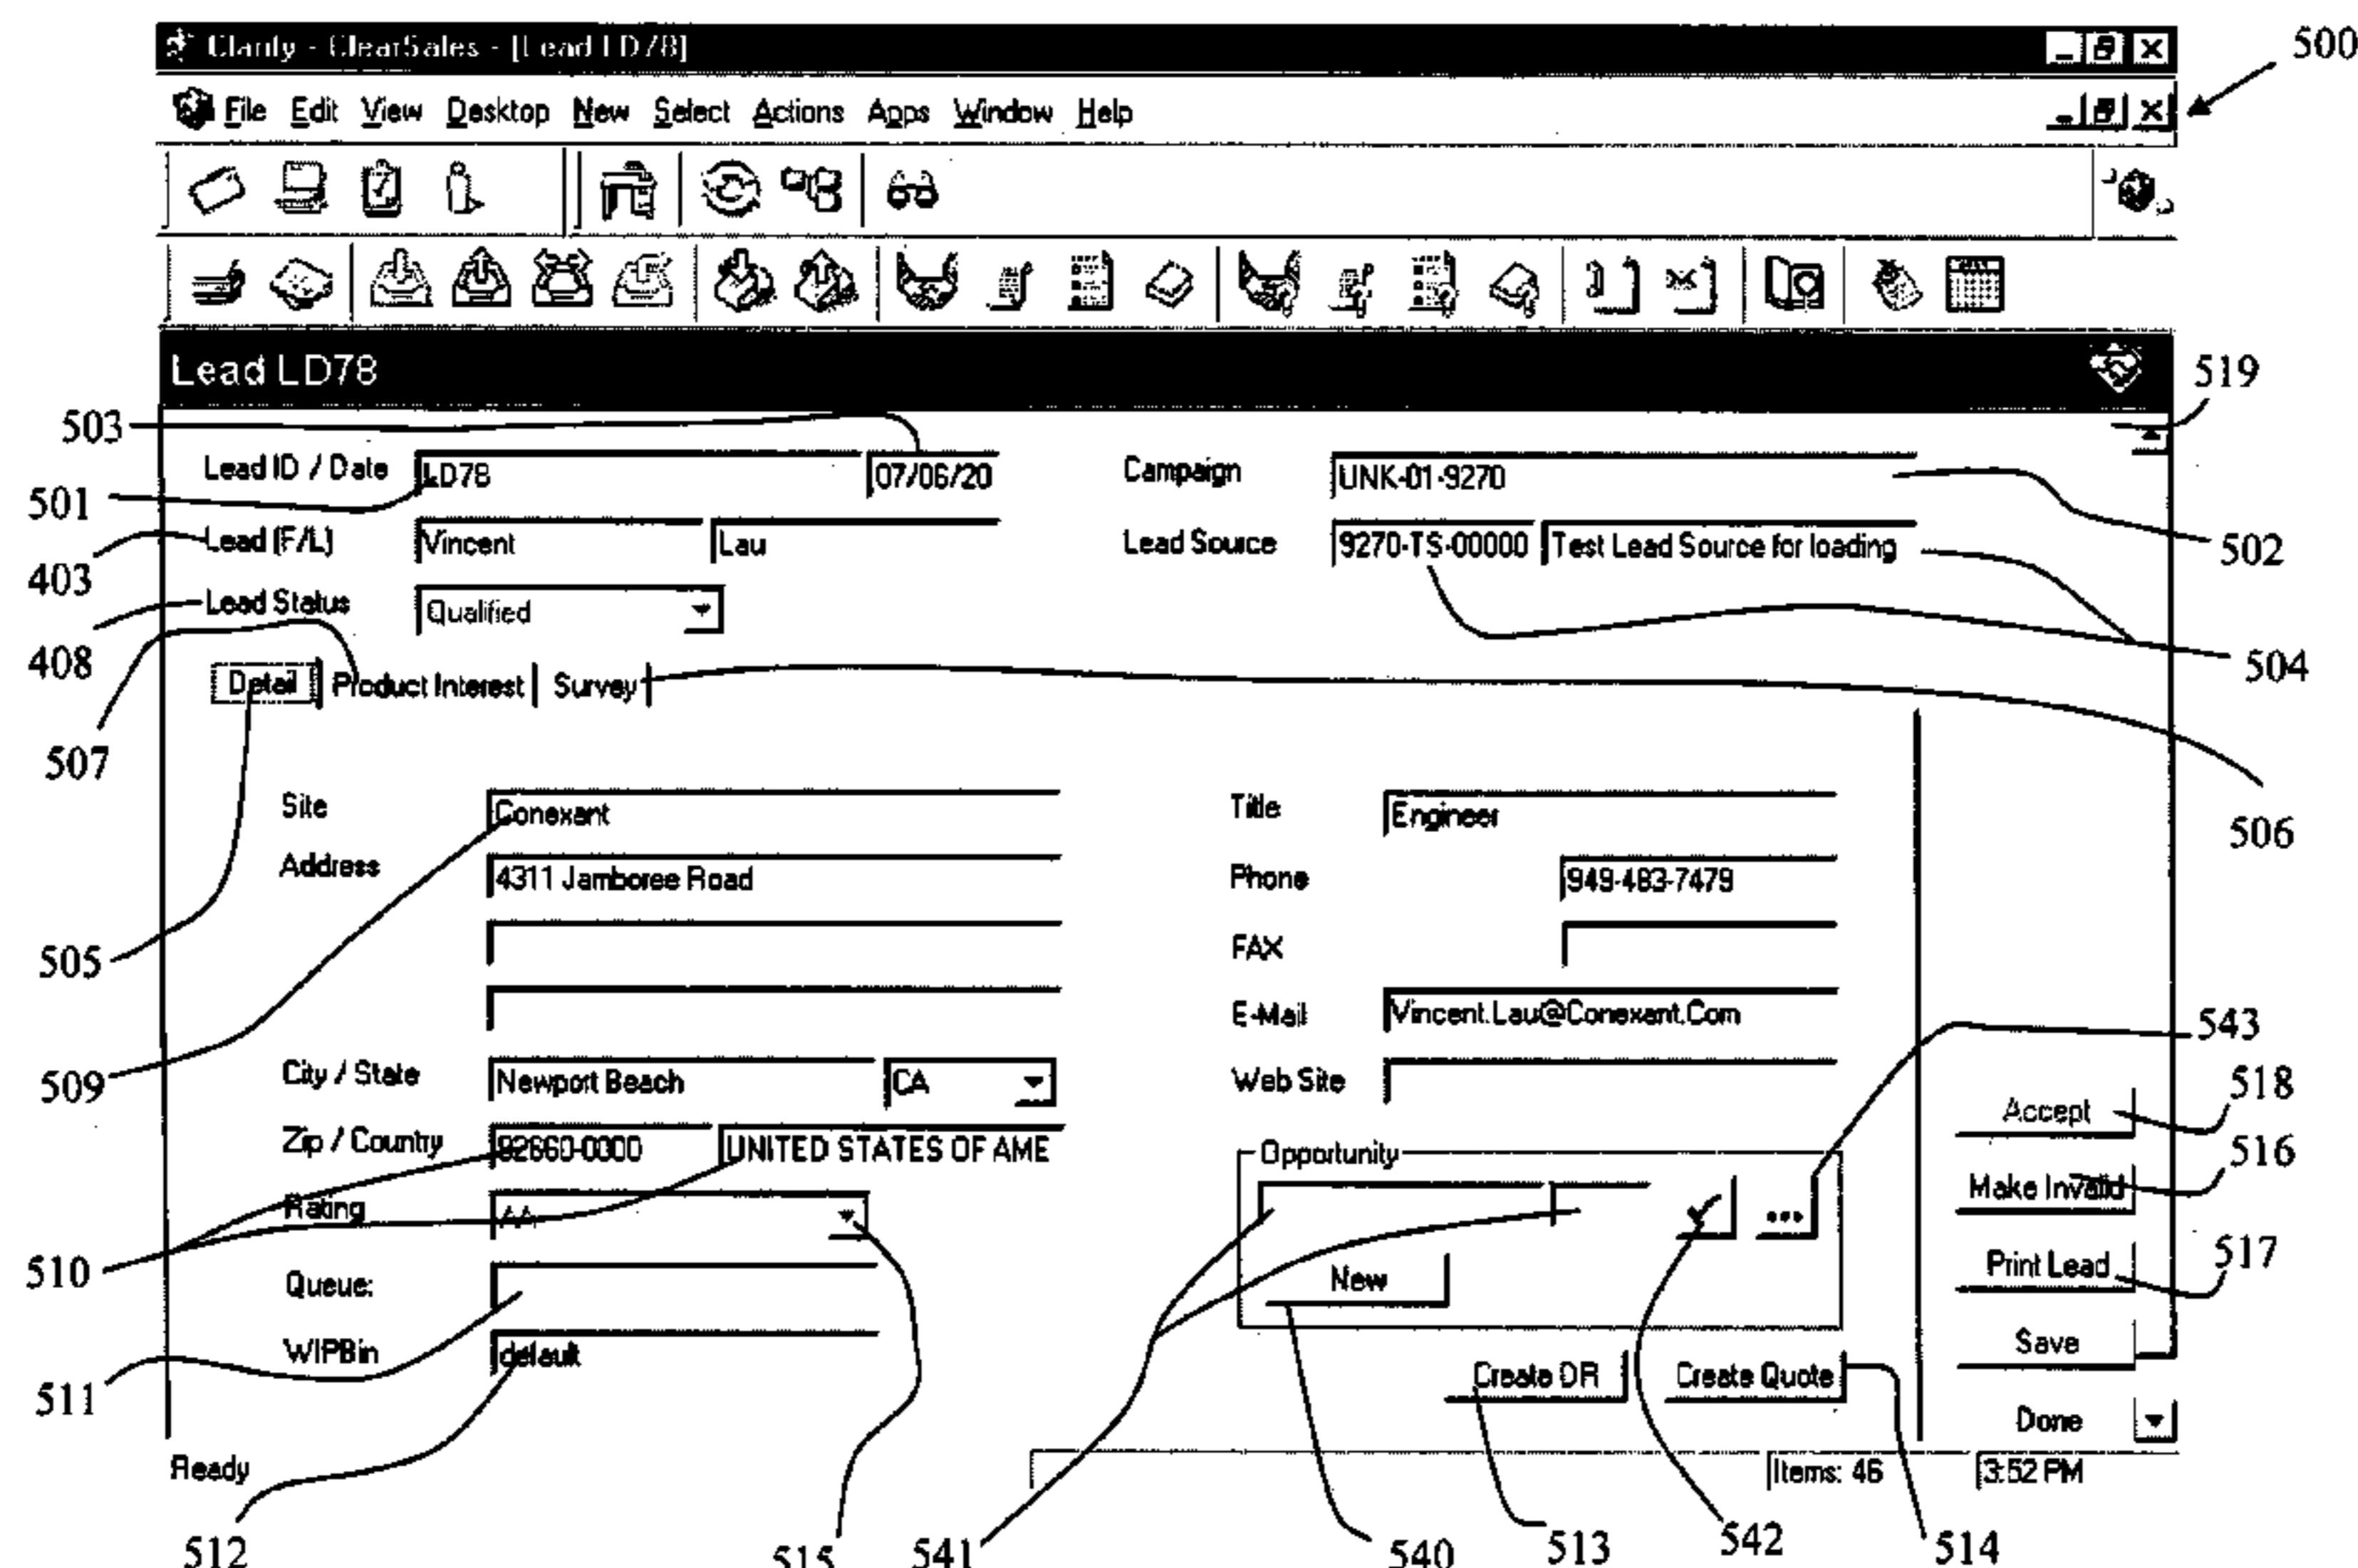 Clarify - ClearSales - [Lead LD78]
500
File Edit View Desktop New Select Actions Apps Window Help
Lead LD78
519
503
Lead ID / Date LD78 07/06/20 Campaign UNK-01-9270
501
Lead (F/L) Vincent Lau Lead Source 9270-TS-00000 Test Lead Source for loading
502
403
Lead Status Qualified
408
504
Detail Product Interest Survey
507
Site Conexant Title Engineer
506
Address 4311 Jamboree Road Phone 949-483-7479
505
FAX
E-Mail Vincent.Lau@Conexant.Com
543
509
City / State Newport Beach CA Web Site
518
Accept
Zip / Country 92660-0000 UNITED STATES OF AME
Opportunity
516
Make Invalid
Rating AA
510
Queue: New Print Lead 517
WIPBin default Save
511
Create DR Create Quote
Done
Ready Items: 46 3:52 PM
512 515 541 540 513 542 514